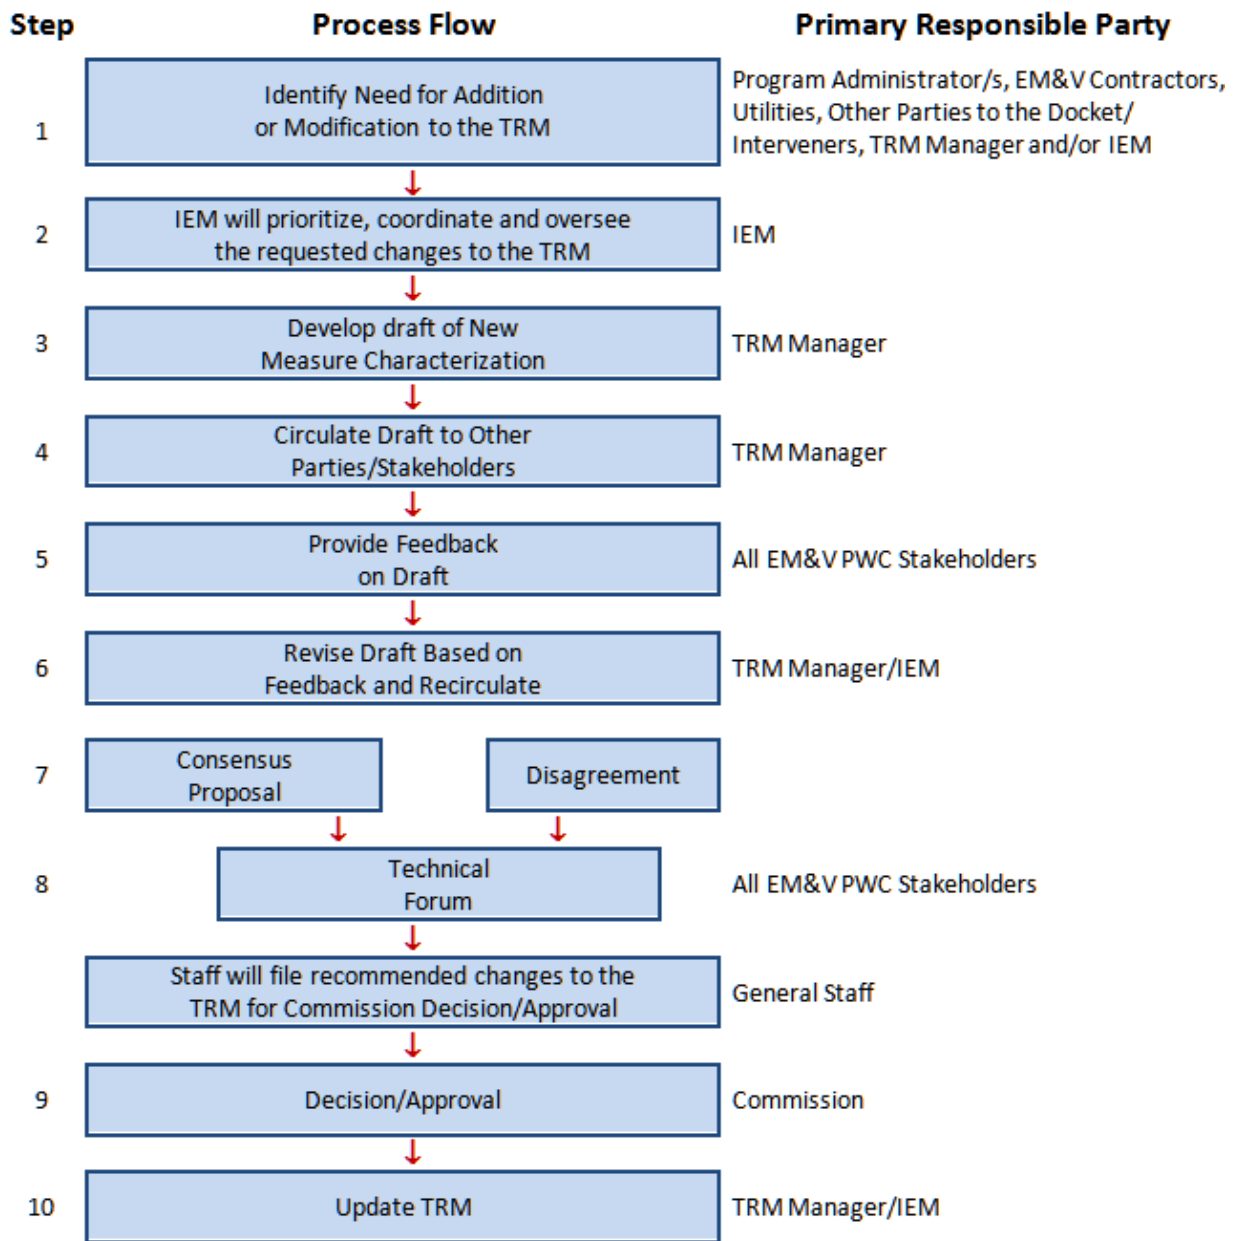 Step
Process Flow
Primary Responsible Party
1
Identify Need for Addition
or Modification to the TRM
Program Administrator/s, EM&V Contractors,
Utilities, Other Parties to the Docket/
Interveners, TRM Manager and/or IEM
2
IEM will prioritize, coordinate and oversee
the requested changes to the TRM
IEM
3
Develop draft of New
Measure Characterization
TRM Manager
4
Circulate Draft to Other
Parties/Stakeholders
TRM Manager
5
Provide Feedback
on Draft
All EM&V PWC Stakeholders
6
Revise Draft Based on
Feedback and Recirculate
TRM Manager/IEM
7
Consensus
Proposal
Disagreement
8
Technical
Forum
All EM&V PWC Stakeholders
Staff will file recommended changes to the
TRM for Commission Decision/Approval
General Staff
9
Decision/Approval
Commission
10
Update TRM
TRM Manager/IEM